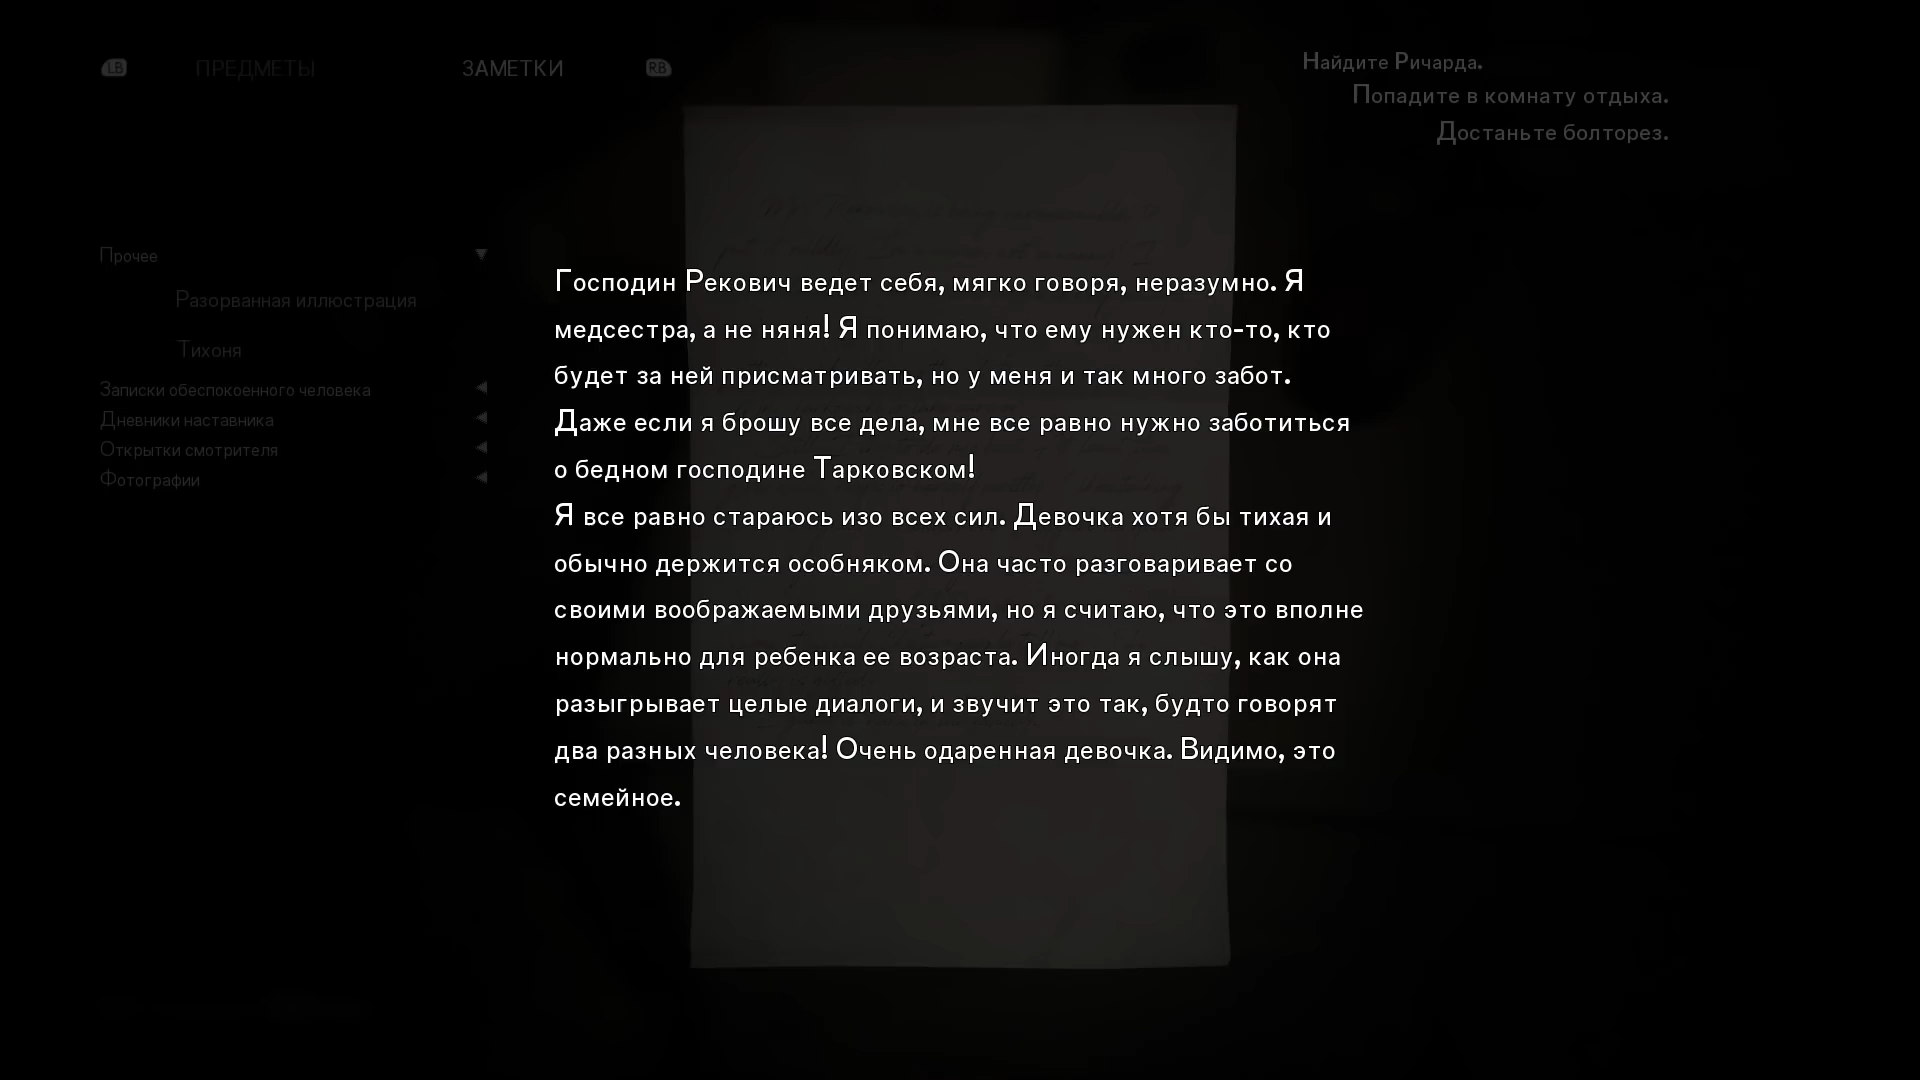 LB ПРЕДМЕТЫ ЗАМЕТКИ RB
Найдите Ричарда.
Попадите в комнату отдыха.
Достаньте болторез.
Прочее
Разорванная иллюстрация
Тихоня
Записки обеспокоенного человека
Дневники наставника
Открытки смотрителя
Фотографии
Господин Рекович ведет себя, мягко говоря, неразумно. Я
медсестра, а не няня! Я понимаю, что ему нужен кто-то, кто
будет за ней присматривать, но у меня и так много забот.
Даже если я брошу все дела, мне все равно нужно заботиться
о бедном господине Тарковском!
Я все равно стараюсь изо всех сил. Девочка хотя бы тихая и
обычно держится особняком. Она часто разговаривает со
своими воображаемыми друзьями, но я считаю, что это вполне
нормально для ребенка ее возраста. Иногда я слышу, как она
разыгрывает целые диалоги, и звучит это так, будто говорят
два разных человека! Очень одаренная девочка. Видимо, это
семейное.